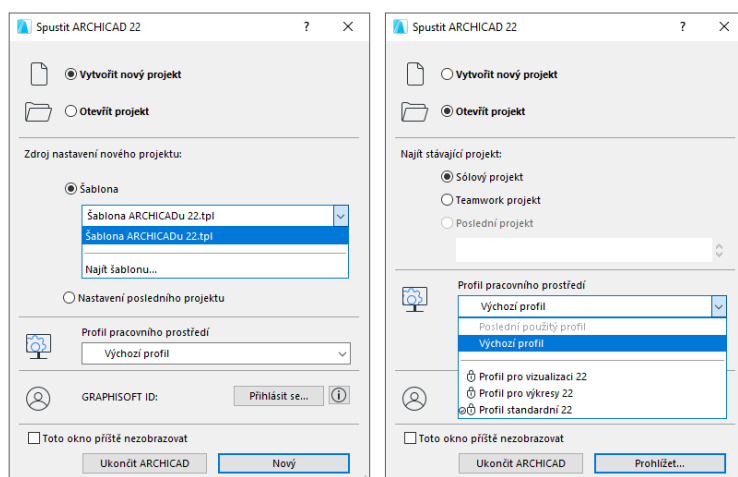 Spustit ARCHICAD 22
?
Vytvořit nový projekt
Otevřít projekt
Zdroj nastavení nového projektu:
Šablona
Šablona ARCHICADu 22.tpl
Šablona ARCHICADu 22.tpl
Najít šablonu...
Nastavení posledního projektu
Profil pracovního prostředí
Výchozí profil
GRAPHISOFT ID:
Přihlásit se...
Toto okno příště nezobrazovat
Ukončit ARCHICAD
Nový
Spustit ARCHICAD 22
?
Vytvořit nový projekt
Otevřít projekt
Najít stávající projekt:
Sólový projekt
Teamwork projekt
Poslední projekt
Profil pracovního prostředí
Výchozí profil
Poslední použitý profil
Výchozí profil
Profil pro vizualizaci 22
Profil pro výkresy 22
Profil standardní 22
Toto okno příště nezobrazovat
Ukončit ARCHICAD
Prohlížet...